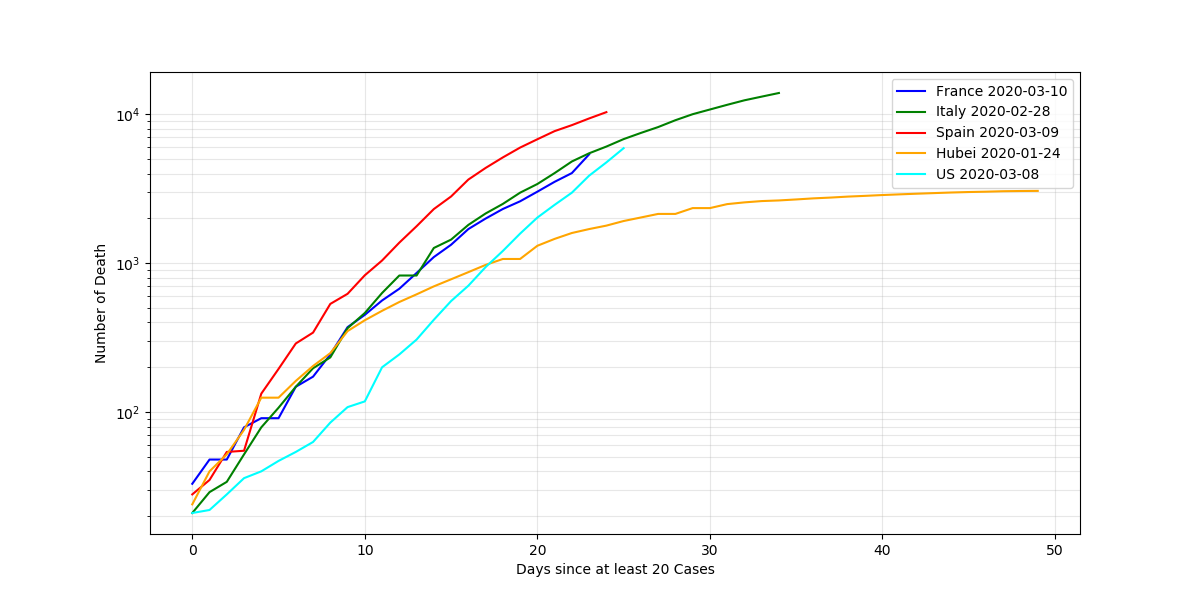 France 2020-03-10
Italy 2020-02-28
Spain 2020-03-09
Hubei 2020-01-24
US 2020-03-08
10^4
10^3
10^2
Number of Death
0 10 20 30 40 50
Days since at least 20 Cases